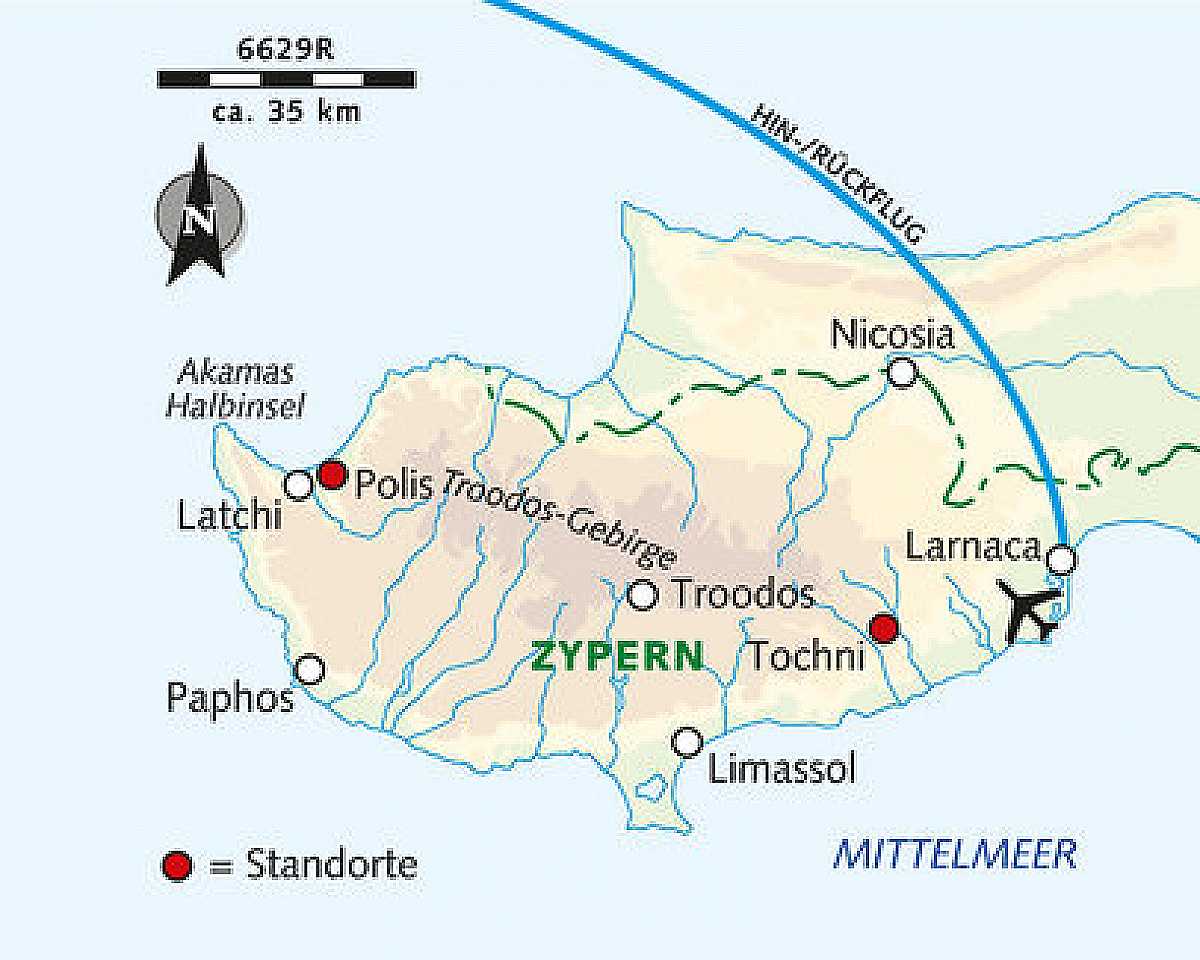 6629R
ca. 35 km
N
HIN-/RÜCKFLUG
Nicosia
Akamas
Halbinsel
Polis
Latchi
Troodos-Gebirge
Larnaca
Troodos
ZYPERN
Tochni
Paphos
Limassol
MITTELMEER
= Standorte